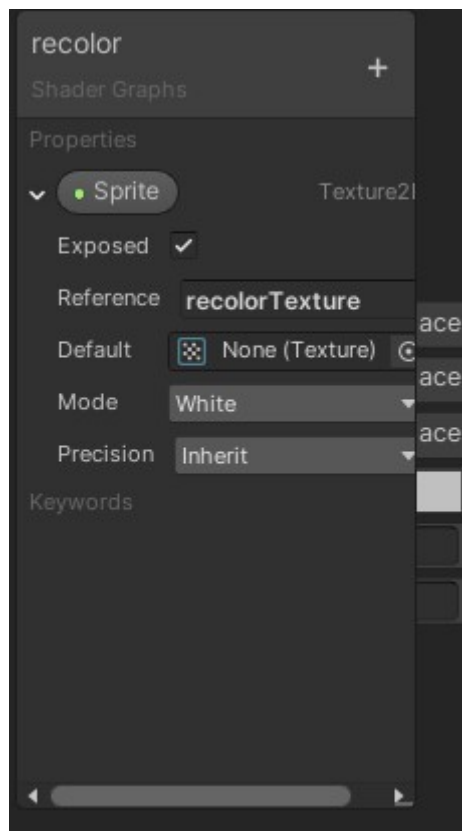 recolor
+
Shader Graphs
Properties
Sprite Texture2
Exposed
Reference recolorTexture
ace
Default None (Texture)
ace
Mode White
ace
Precision Inherit
Keywords